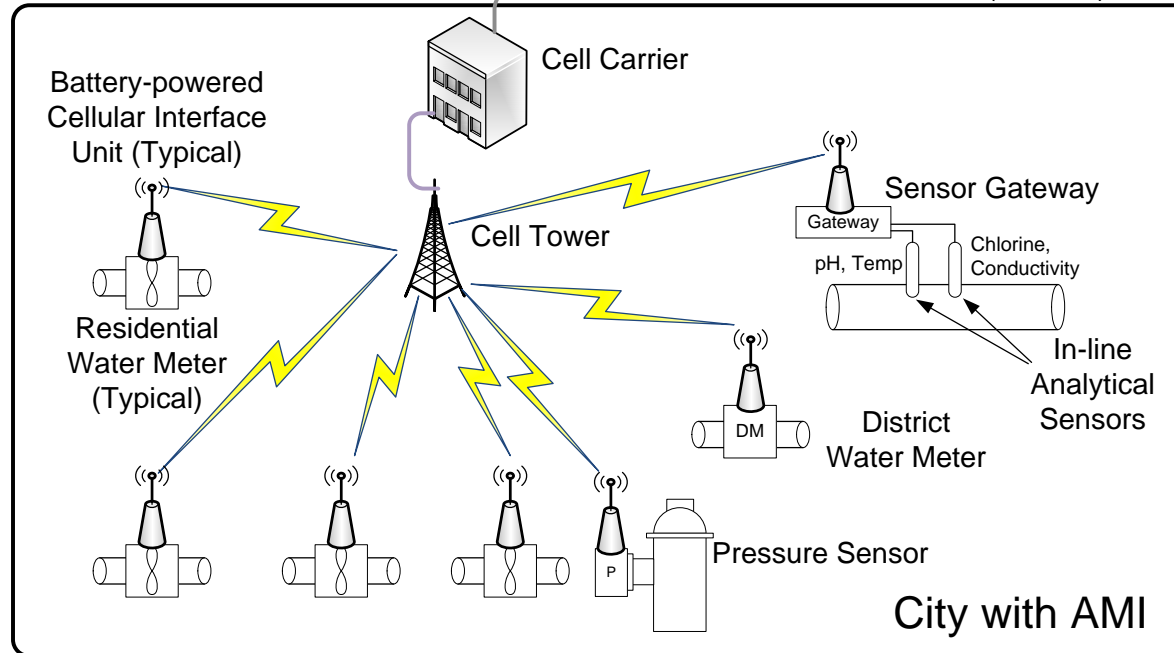 Cell Carrier
Battery-powered
Cellular Interface
Unit (Typical)
Sensor Gateway
Gateway
Cell Tower
pH, Temp
Chlorine,
Conductivity
Residential
Water Meter
(Typical)
In-line
Analytical
Sensors
DM
District
Water Meter
P
Pressure Sensor
City with AMI